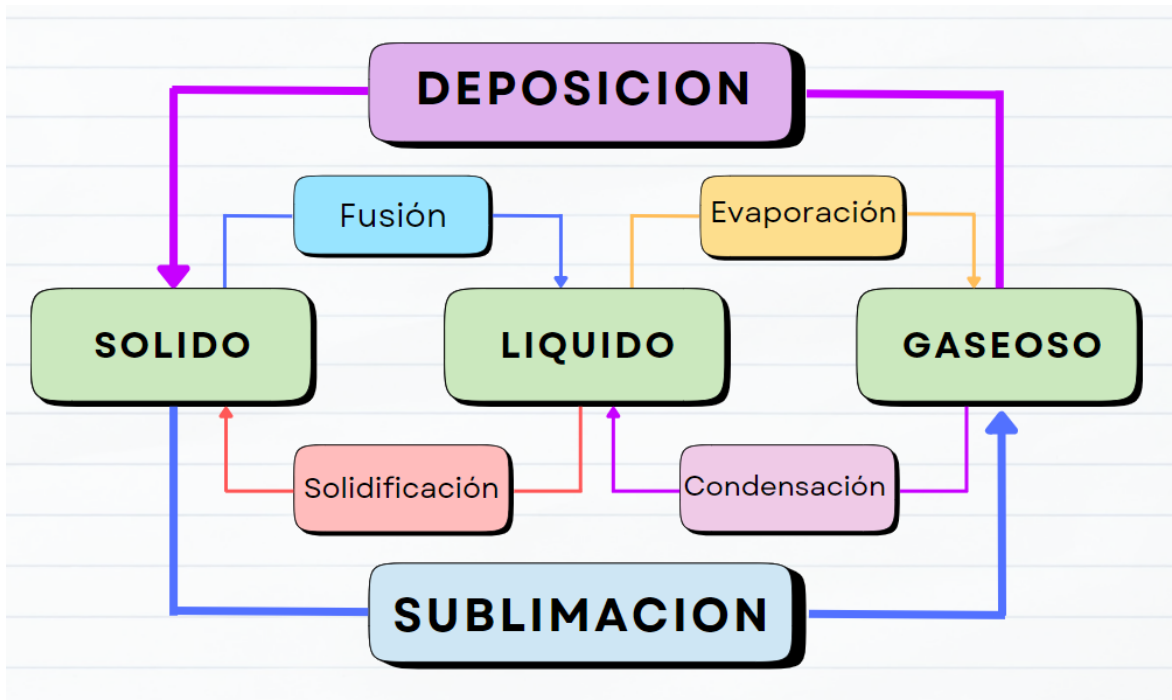 DEPOSICION
Fusión
Evaporación
SOLIDO
LIQUIDO
GASEOSO
Solidificación
Condensación
SUBLIMACION